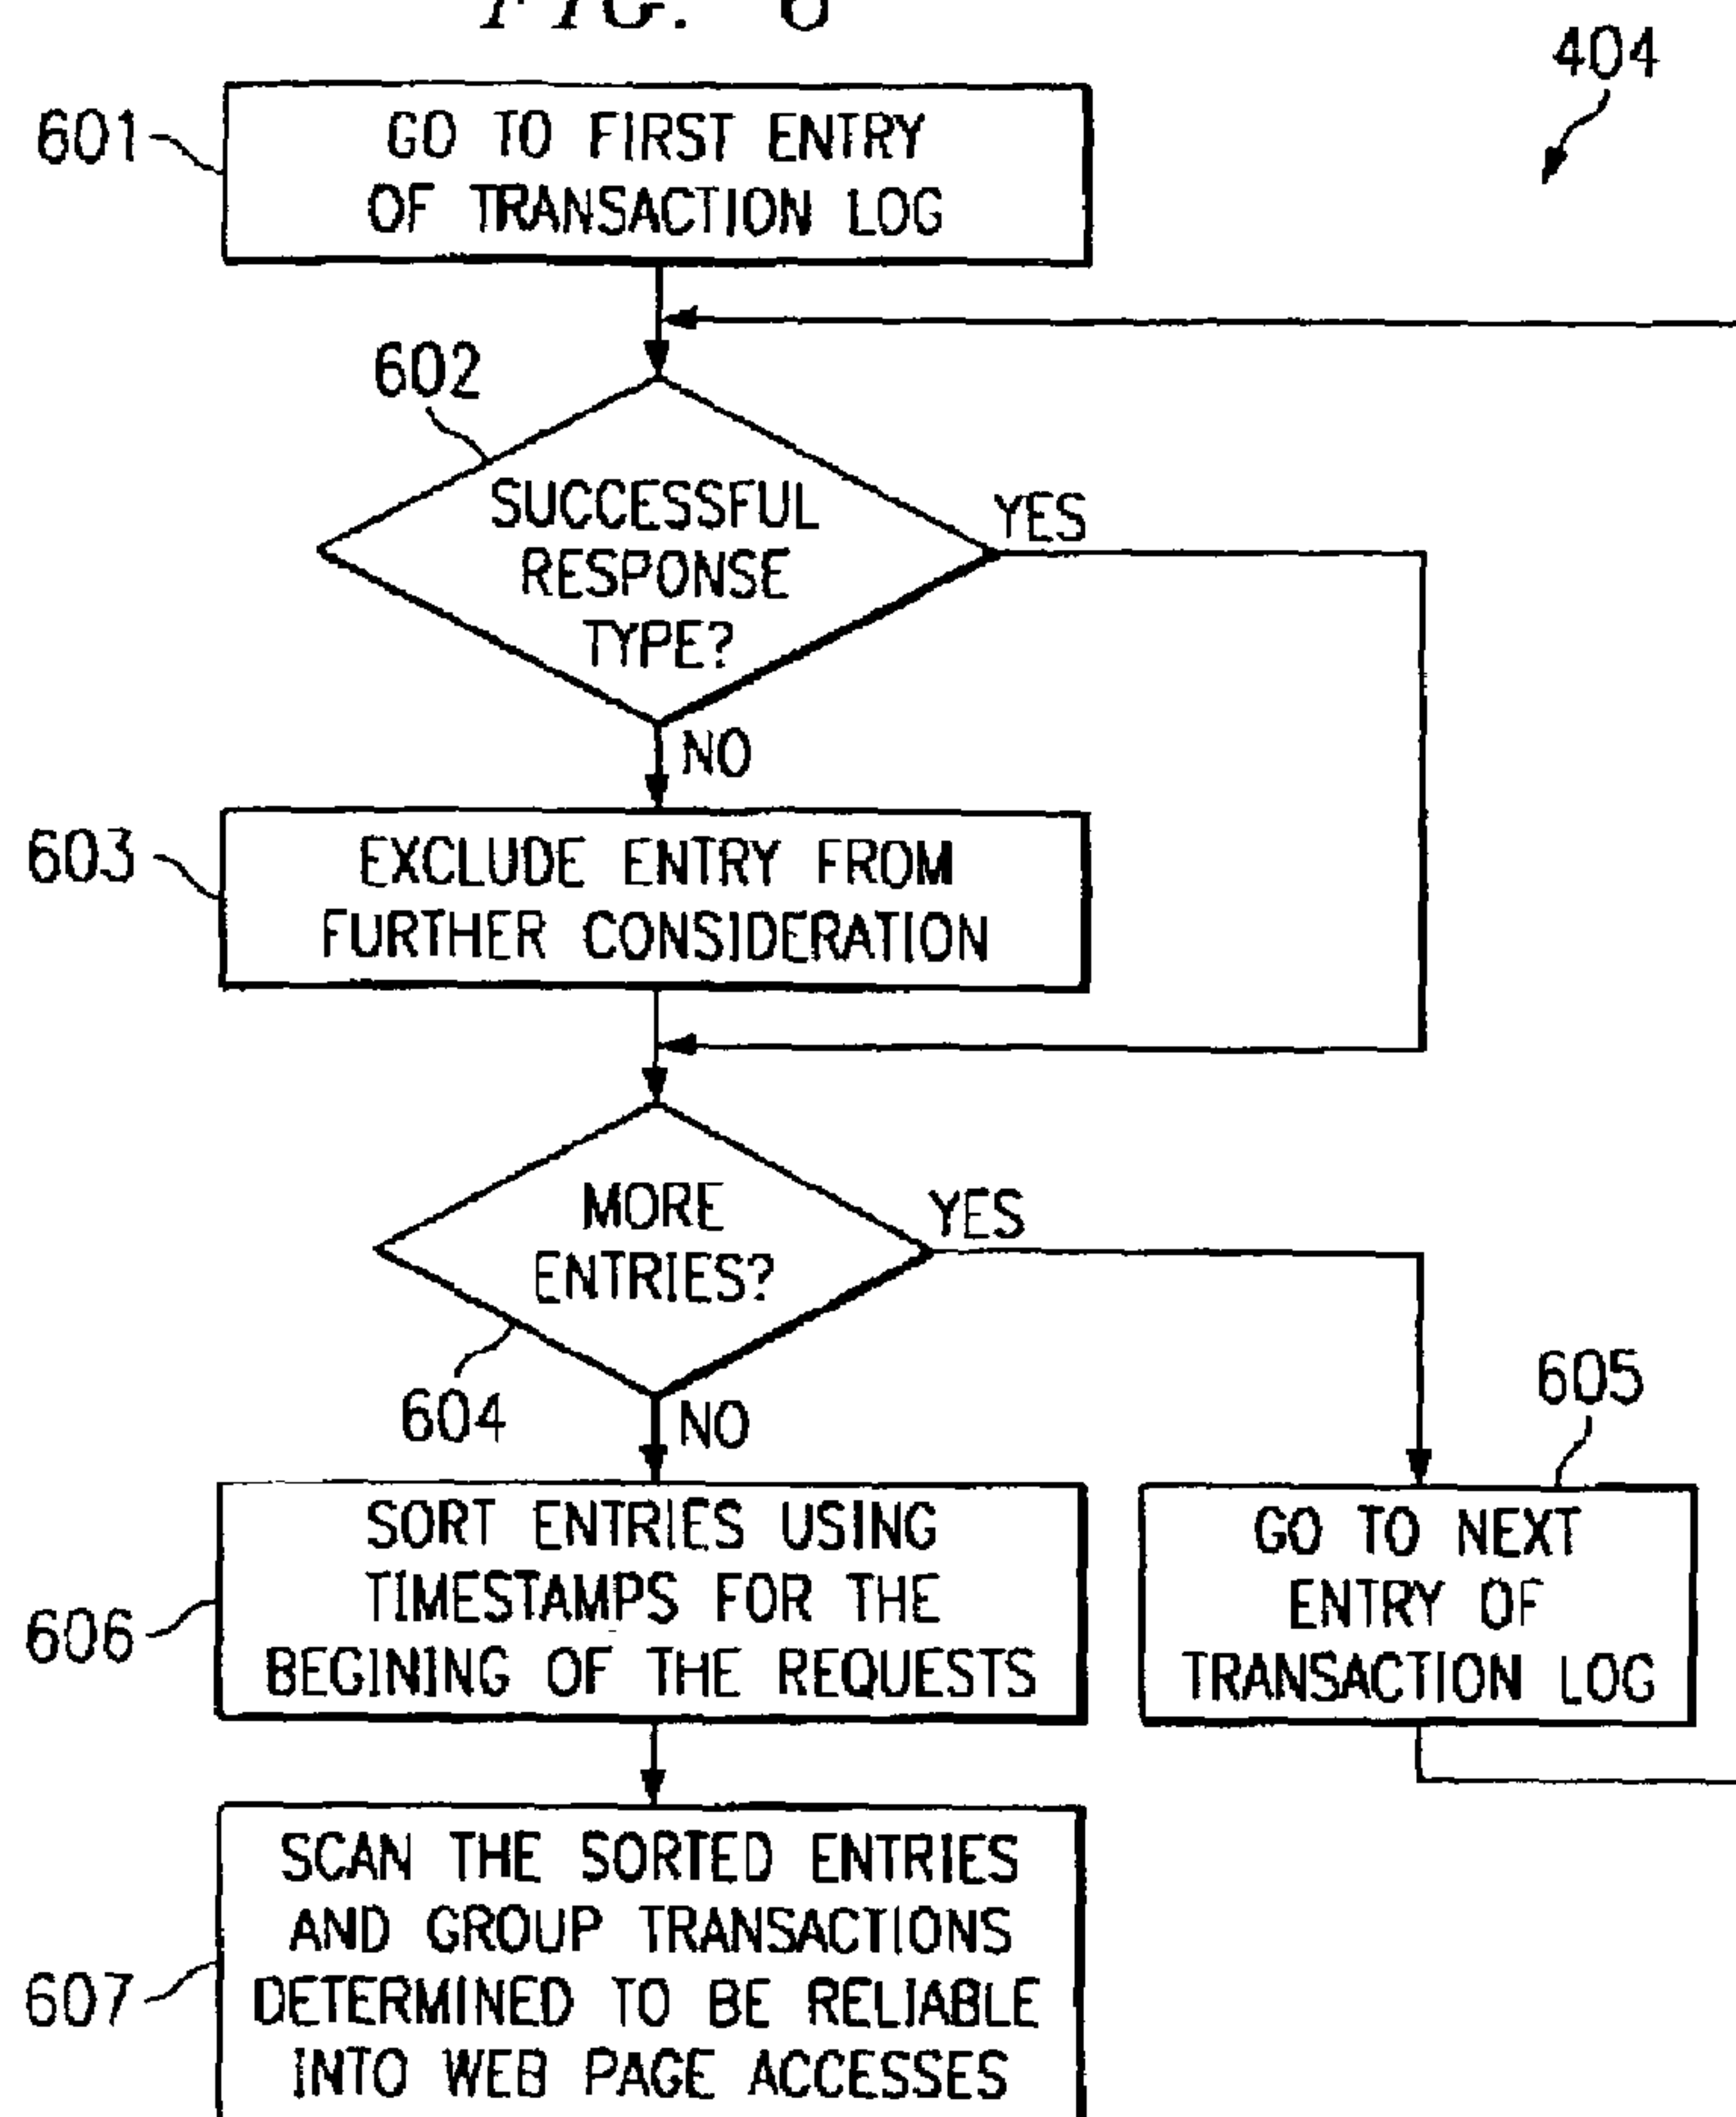 FIG. 6
404
601
GO TO FIRST ENTRY
OF TRANSACTION LOG
602
SUCCESSFUL
RESPONSE
TYPE?
YES
NO
603
EXCLUDE ENTRY FROM
FURTHER CONSIDERATION
MORE
ENTRIES?
YES
604
NO
605
606
SORT ENTRIES USING
TIMESTAMPS FOR THE
BEGINING OF THE REQUESTS
GO TO NEXT
ENTRY OF
TRANSACTION LOG
607
SCAN THE SORTED ENTRIES
AND GROUP TRANSACTIONS
DETERMINED TO BE RELIABLE
INTO WEB PAGE ACCESSES